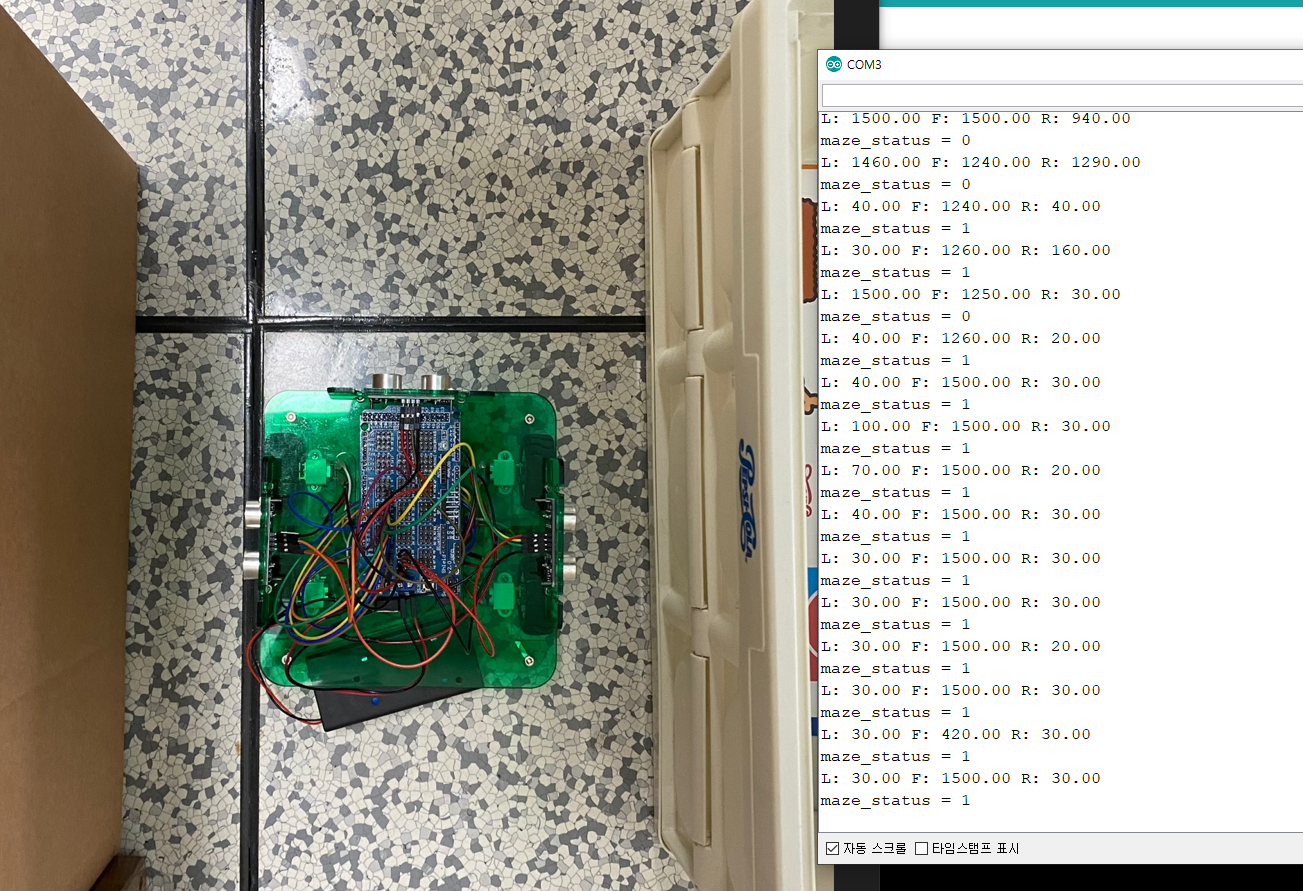 COM3
L: 1500.00 F: 1500.00 R: 940.00
maze_status = 0
L: 1460.00 F: 1240.00 R: 1290.00
maze_status = 0
L: 40.00 F: 1240.00 R: 40.00
maze_status = 1
L: 30.00 F: 1260.00 R: 160.00
maze_status = 1
L: 1500.00 F: 1250.00 R: 30.00
maze_status = 0
L: 40.00 F: 1260.00 R: 20.00
maze_status = 1
L: 40.00 F: 1500.00 R: 30.00
maze_status = 1
L: 100.00 F: 1500.00 R: 30.00
maze_status = 1
L: 70.00 F: 1500.00 R: 20.00
maze_status = 1
L: 40.00 F: 1500.00 R: 30.00
maze_status = 1
L: 30.00 F: 1500.00 R: 30.00
maze_status = 1
L: 30.00 F: 1500.00 R: 30.00
maze_status = 1
L: 30.00 F: 1500.00 R: 20.00
maze_status = 1
L: 30.00 F: 1500.00 R: 30.00
maze_status = 1
L: 30.00 F: 420.00 R: 30.00
maze_status = 1
L: 30.00 F: 1500.00 R: 30.00
maze_status = 1
자동 스크롤 타임스탬프 표시